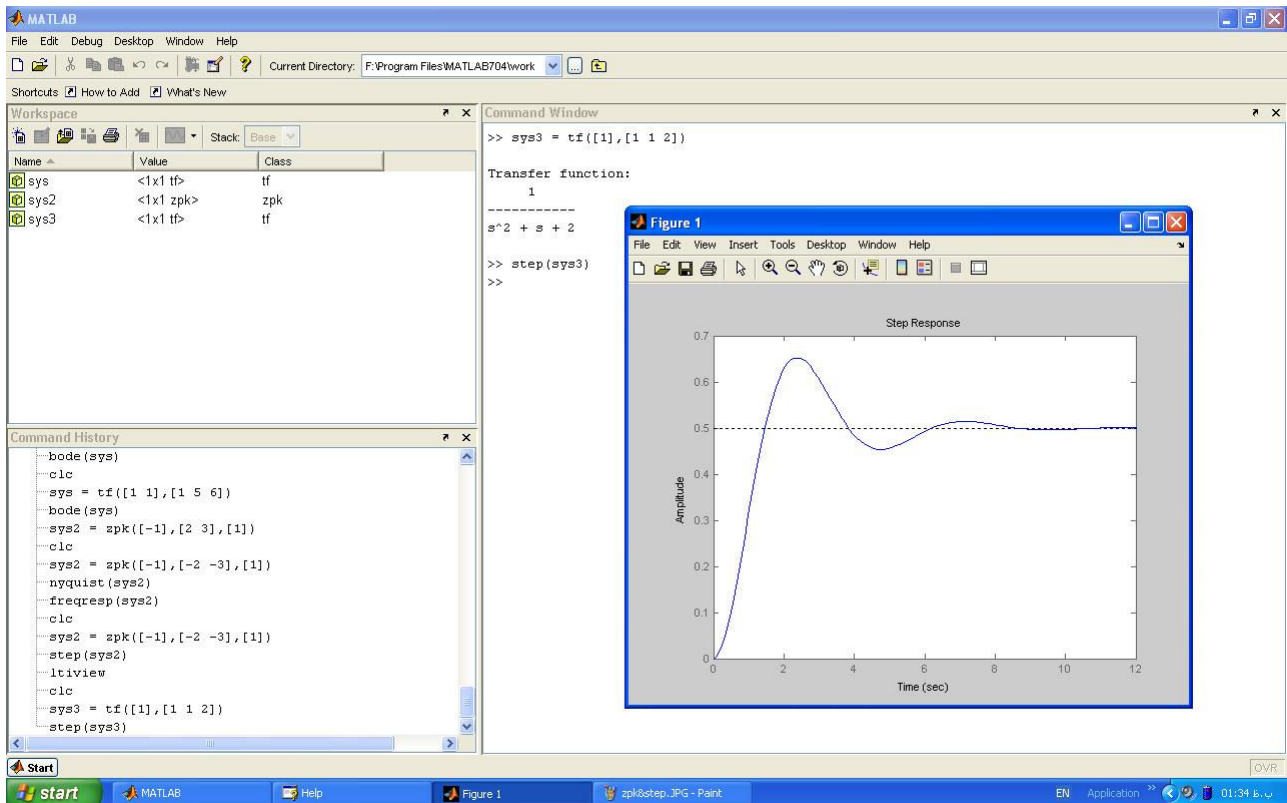 MATLAB
File Edit Debug Desktop Window Help
Current Directory: F:\Program Files\MATLAB704\work
Shortcuts How to Add What's New
Workspace
Stack: Base
Name Value Class
sys <1x1 tf> tf
sys2 <1x1 zpk> zpk
sys3 <1x1 tf> tf
Command History
bode(sys)
clc
sys = tf([1 1],[1 5 6])
bode(sys)
sys2 = zpk([-1],[2 3],[1])
clc
sys2 = zpk([-1],[-2 -3],[1])
nyquist(sys2)
freqresp(sys2)
clc
sys2 = zpk([-1],[-2 -3],[1])
step(sys2)
ltiview
clc
sys3 = tf([1],[1 1 2])
step(sys3)
Command Window
>> sys3 = tf([1],[1 1 2])
Transfer function:
1
-----------
s^2 + s + 2
>> step(sys3)
>>
Figure 1
File Edit View Insert Tools Desktop Window Help
Step Response
0.7
0.6
0.5
0.4
0.3
0.2
0.1
0
Amplitude
0 2 4 6 8 10 12
Time (sec)
Start
OVR
start MATLAB Help Figure 1 zpk&step.JPG - Paint EN Application » 01:34 ب.ظ